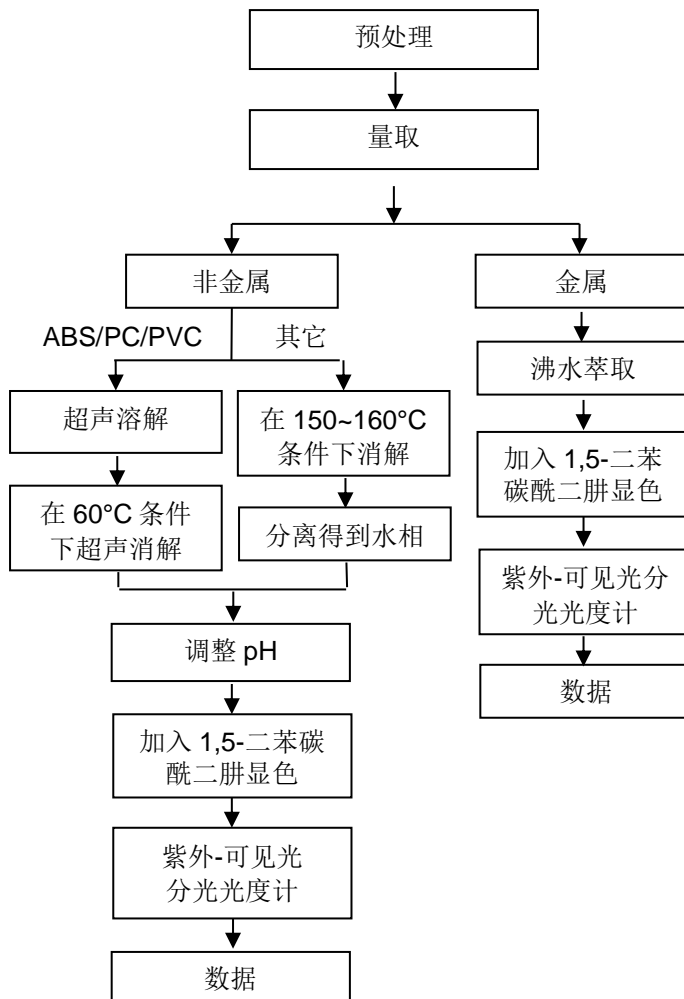 预处理
量取
非金属
金属
ABS/PC/PVC
其它
沸水萃取
超声溶解
在 150~160°C
条件下消解
加入 1,5-二苯
碳酰二肼显色
在 60°C 条件
下超声消解
分离得到水相
紫外-可见光分
光光度计
调整 pH
数据
加入 1,5-二苯碳
酰二肼显色
紫外-可见光
分光光度计
数据